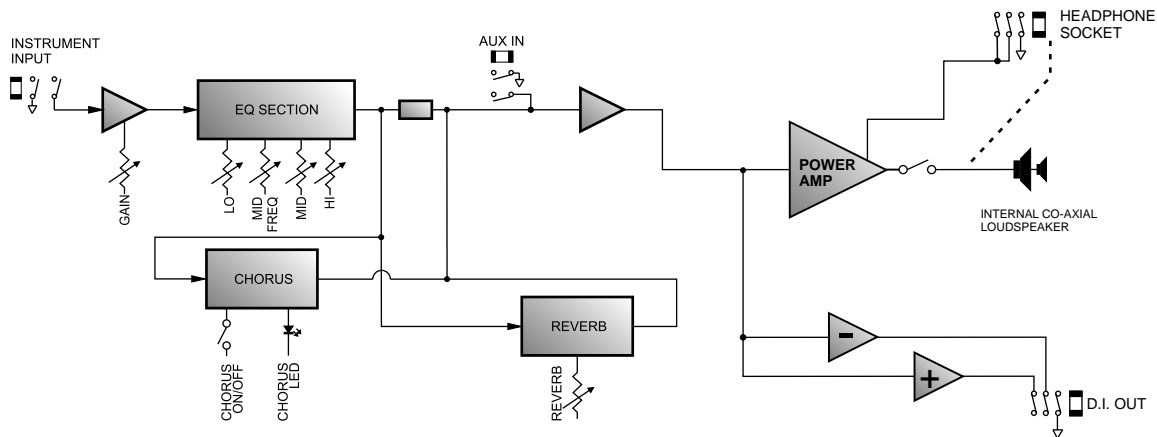 INSTRUMENT
INPUT
AUX IN
HEADPHONE
SOCKET
EQ SECTION
POWER
AMP
GAIN
LO
MID
FREQ
MID
HI
INTERNAL CO-AXIAL
LOUDSPEAKER
CHORUS
REVERB
CHORUS
ON/OFF
CHORUS
LED
REVERB
-
+
D.I. OUT